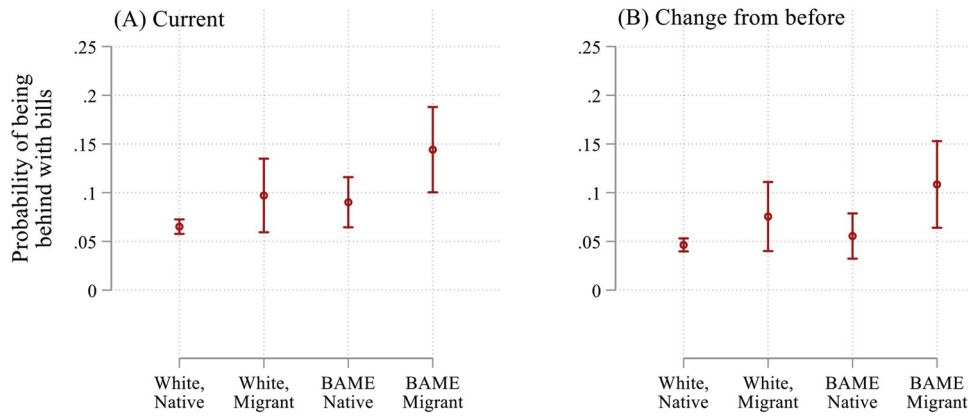 (A) Current
(B) Change from before
Probability of being
behind with bills
.25
.2
.15
.1
.05
0
White,
Native
White,
Migrant
BAME
Native
BAME
Migrant
.25
.2
.15
.1
.05
0
White,
Native
White,
Migrant
BAME
Native
BAME
Migrant